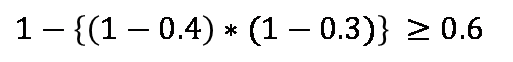 1 − {(1 − 0.4) ∗ (1 − 0.3)} ≥ 0.6